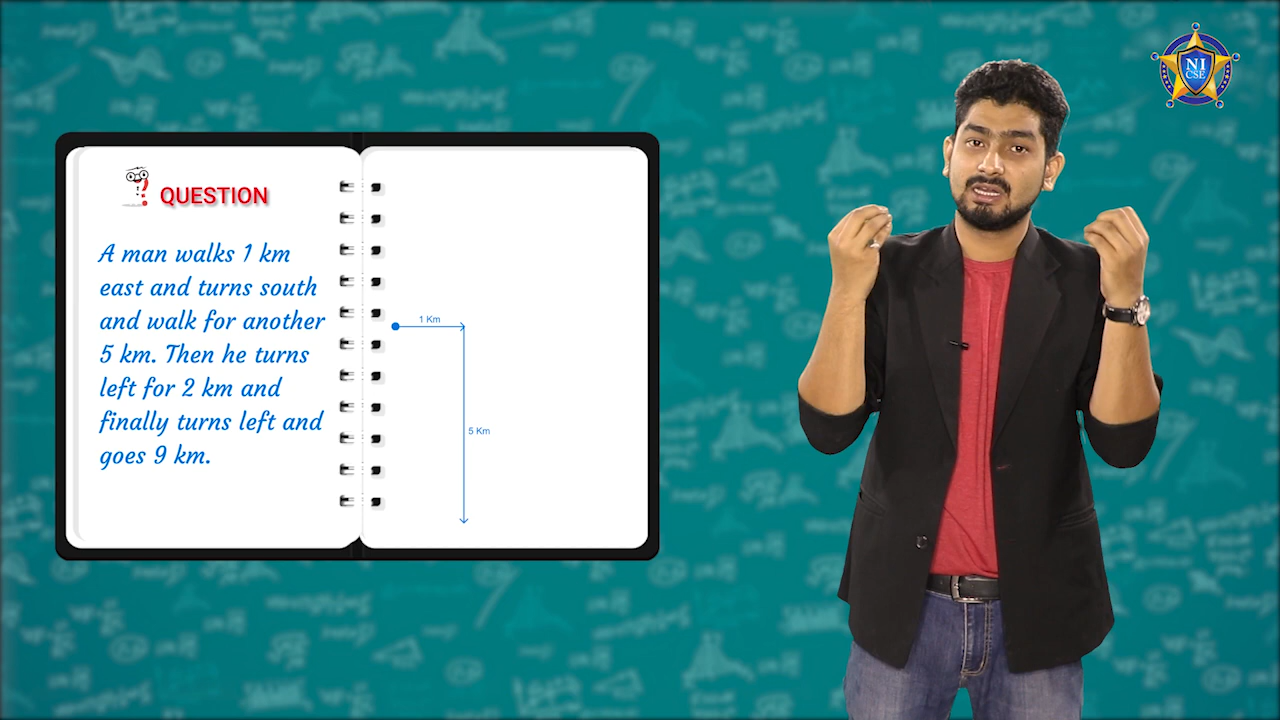 NI
CSE
QUESTION
A man walks 1 km
east and turns south
and walk for another
5 km. Then he turns
left for 2 km and
finally turns left and
goes 9 km.
1 Km
5 Km